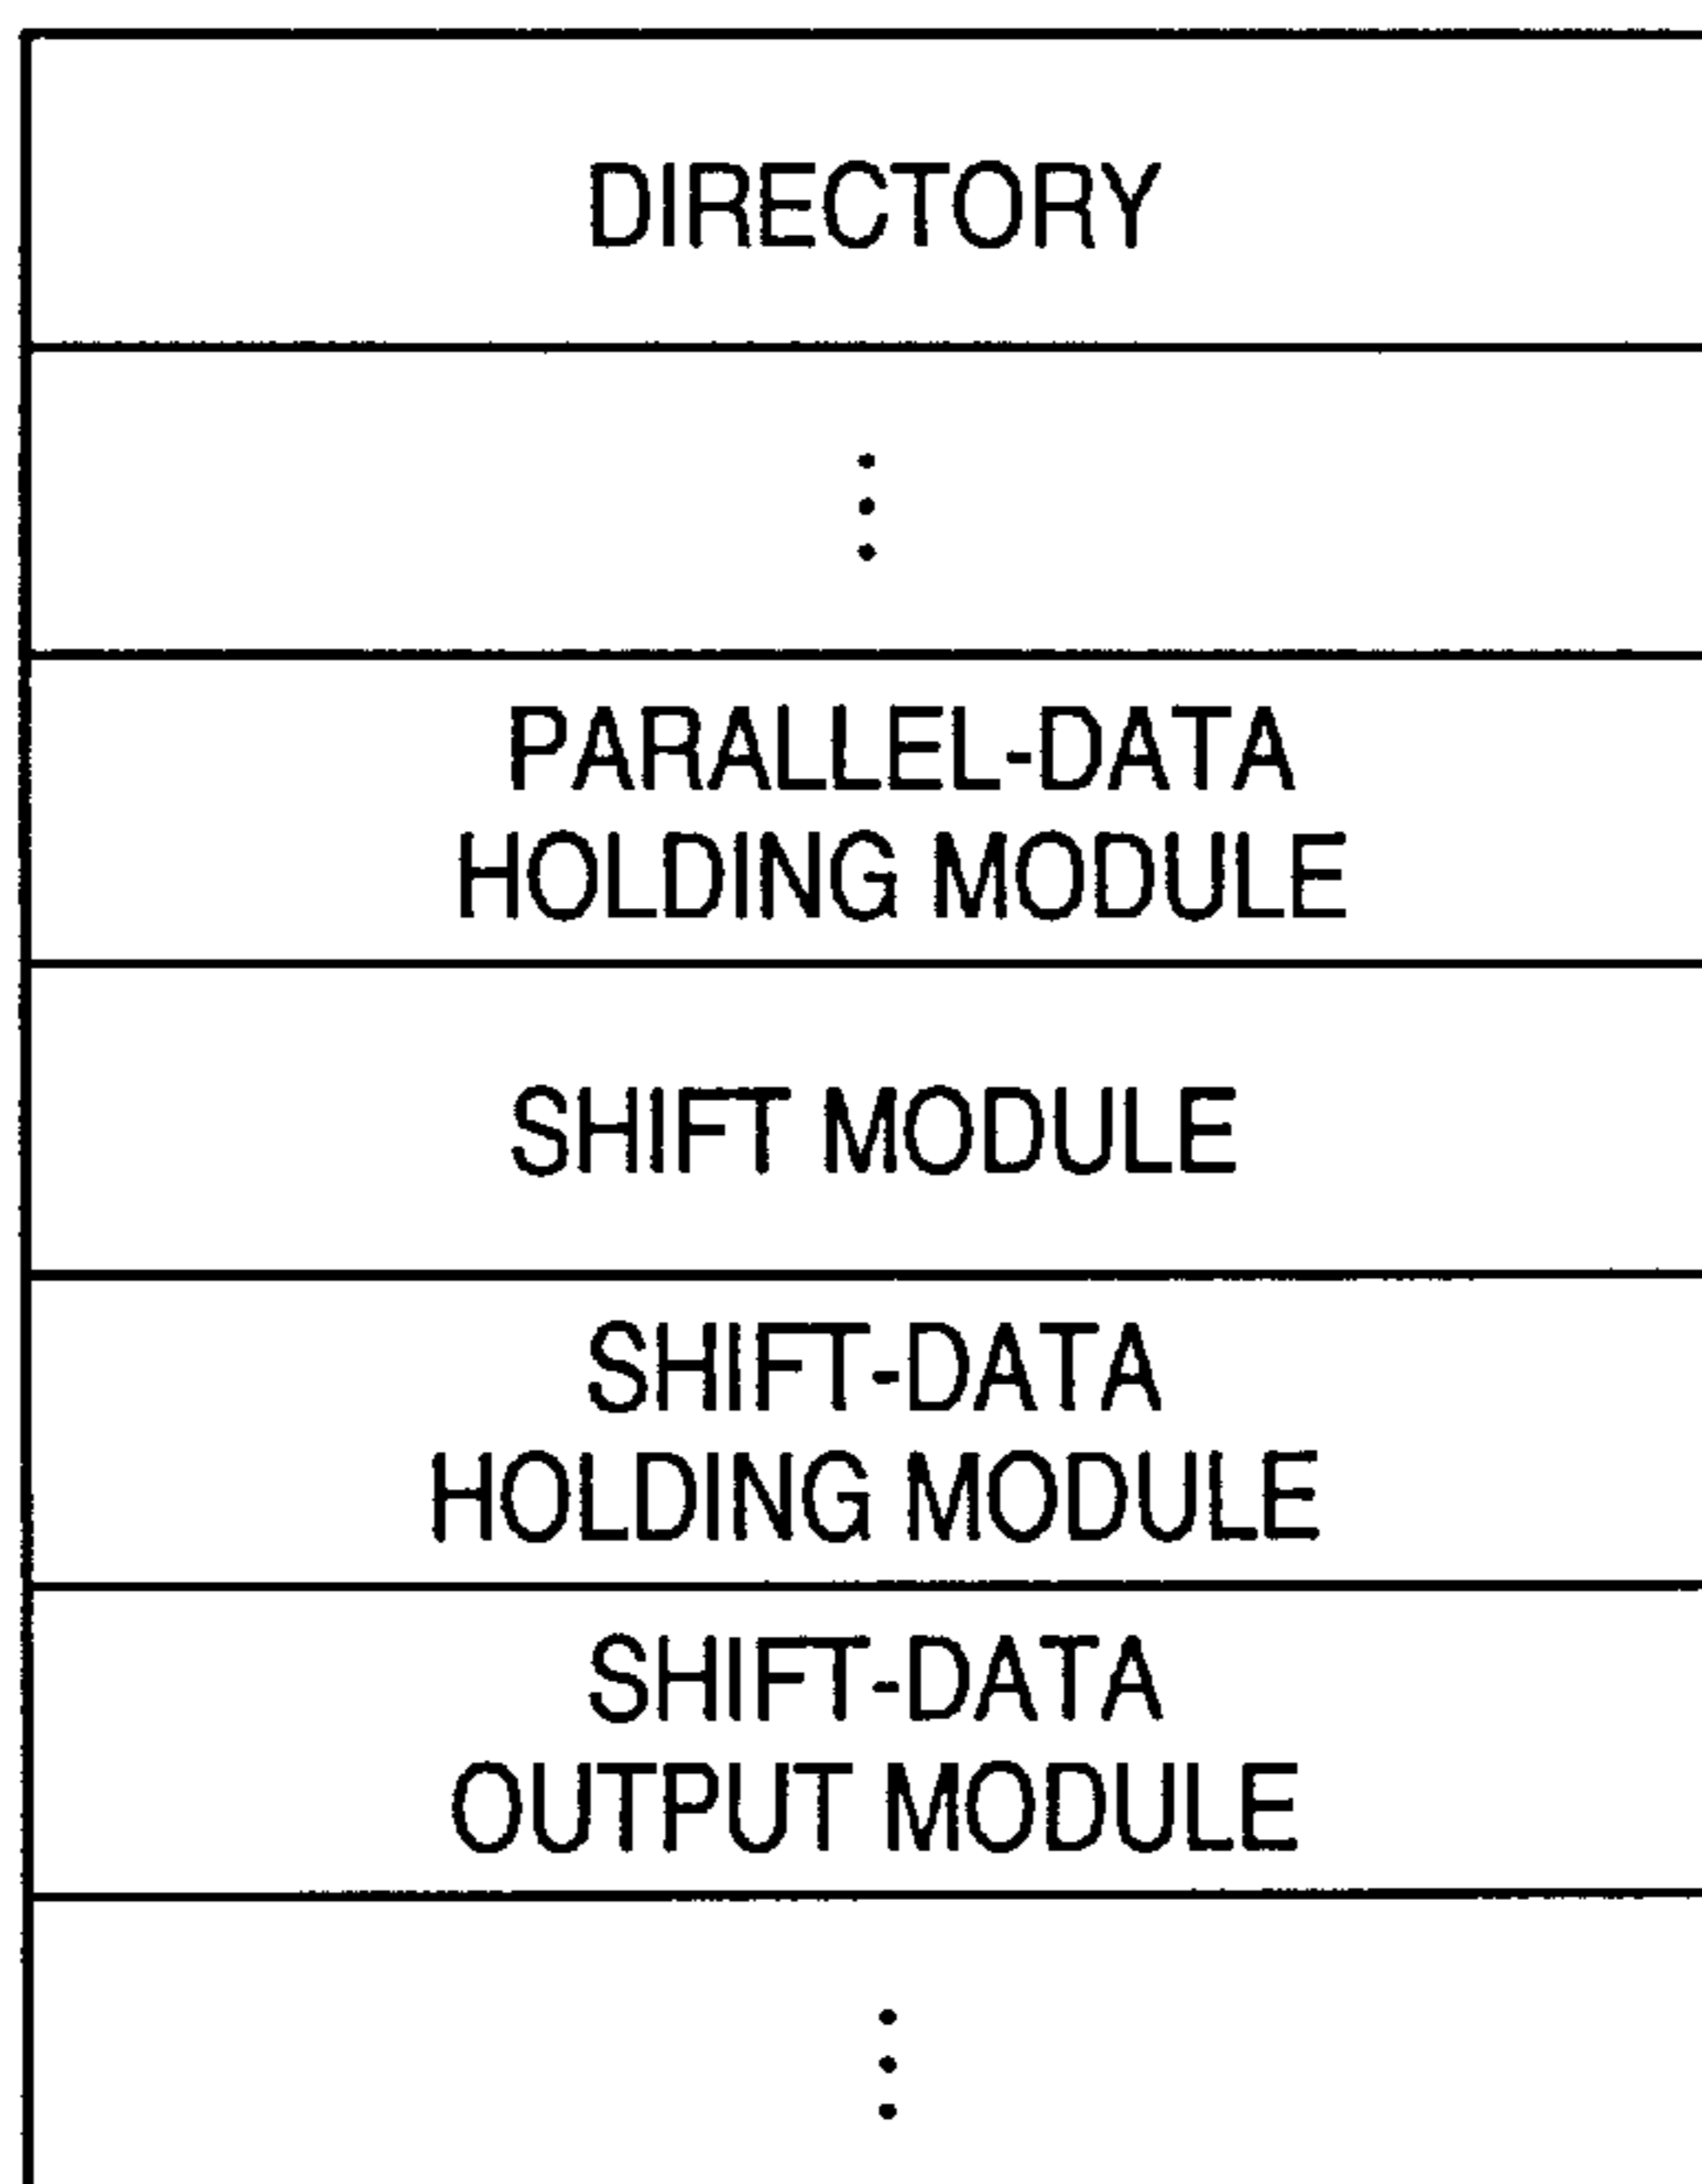 DIRECTORY
PARALLEL-DATA
HOLDING MODULE
SHIFT MODULE
SHIFT-DATA
HOLDING MODULE
SHIFT-DATA
OUTPUT MODULE